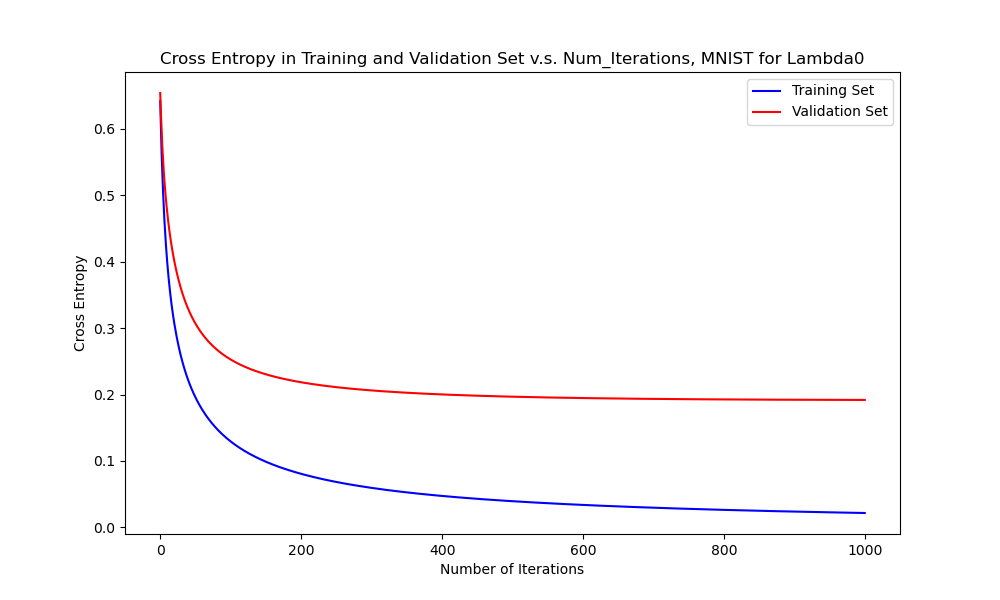 Cross Entropy in Training and Validation Set v.s. Num_Iterations, MNIST for Lambda0
Training Set
Validation Set
Cross Entropy
0.6
0.5
0.4
0.3
0.2
0.1
0.0
0 200 400 600 800 1000
Number of Iterations